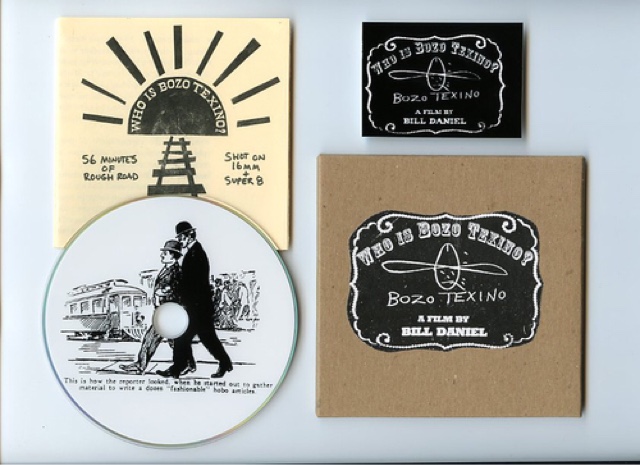 WHO IS BOZO TEXINO?
56 MINUTES
OF
ROUGH ROAD
SHOT ON
16MM
+
SUPER 8
This is how the reporter looked, when he started out to gather
material to write a dozen "fashionable" hobo articles.
WHO IS BOZO TEXINO?
BOZO TEXINO
A FILM BY
BILL DANIEL
WHO IS BOZO TEXINO?
BOZO TEXINO
A FILM BY
BILL DANIEL